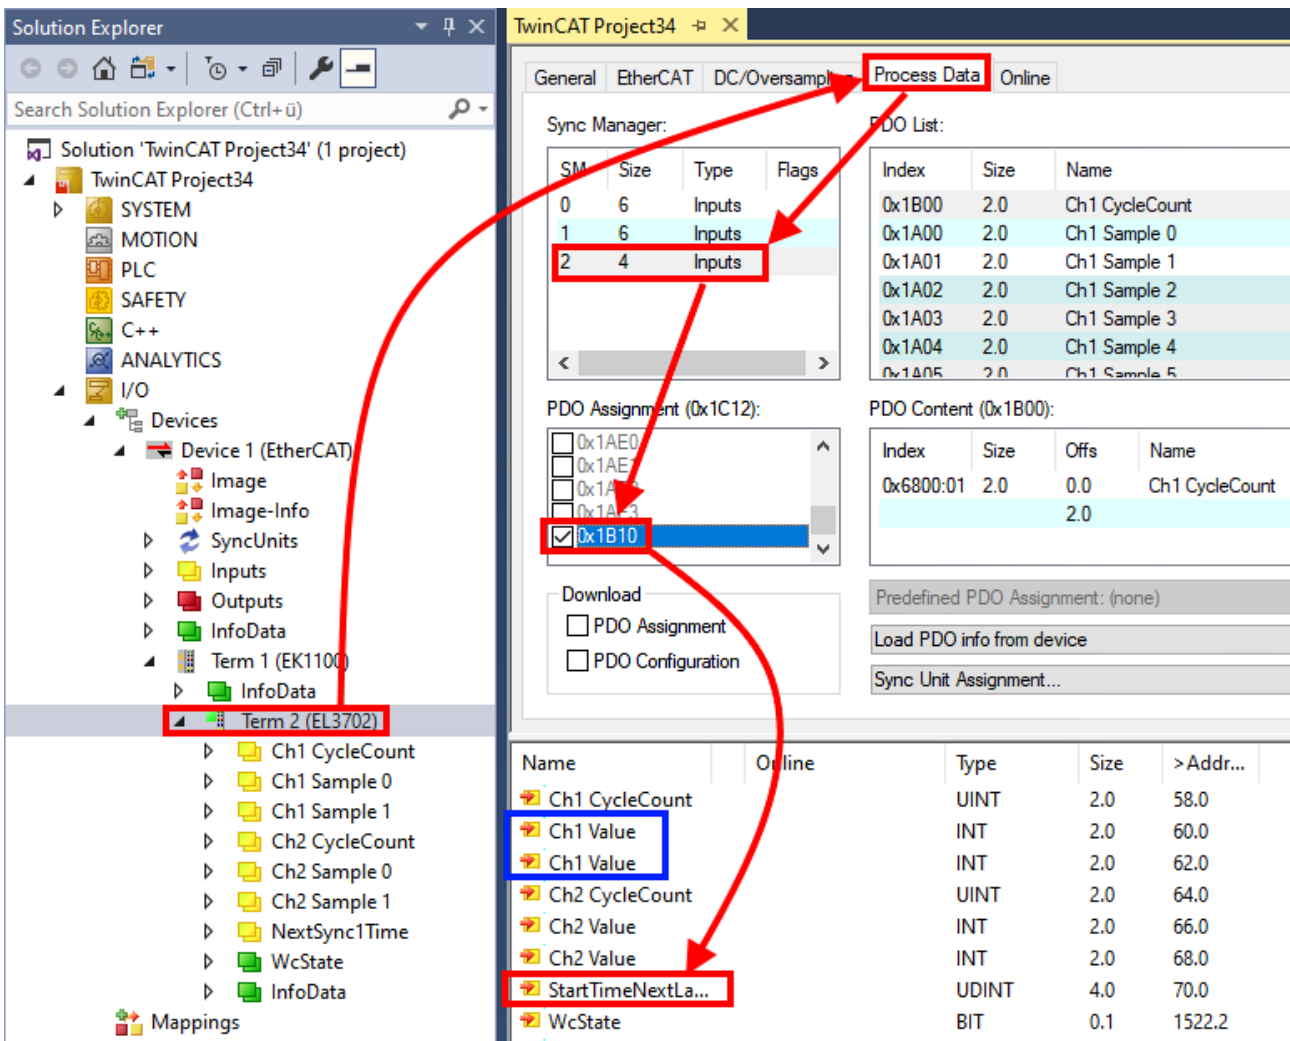 Solution Explorer
Search Solution Explorer (Ctrl+ü)
Solution 'TwinCAT Project34' (1 project)
TwinCAT Project34
SYSTEM
MOTION
PLC
SAFETY
C++
ANALYTICS
I/O
Devices
Device 1 (EtherCAT)
Image
Image-Info
SyncUnits
Inputs
Outputs
InfoData
Term 1 (EK1100)
InfoData
Term 2 (EL3702)
Ch1 CycleCount
Ch1 Sample 0
Ch1 Sample 1
Ch2 CycleCount
Ch2 Sample 0
Ch2 Sample 1
NextSync1Time
WcState
InfoData
Mappings
TwinCAT Project34
General EtherCAT DC/Oversampling Process Data Online
Sync Manager:
SM Size Type Flags
0 6 Inputs
1 6 Inputs
2 4 Inputs
PDO List:
Index Size Name
0x1B00 2.0 Ch1 CycleCount
0x1A00 2.0 Ch1 Sample 0
0x1A01 2.0 Ch1 Sample 1
0x1A02 2.0 Ch1 Sample 2
0x1A03 2.0 Ch1 Sample 3
0x1A04 2.0 Ch1 Sample 4
0x1A05 2.0 Ch1 Sample 5
PDO Assignment (0x1C12):
0x1AE0
0x1AE3
0x1B10
PDO Content (0x1B00):
Index Size Offs Name
0x6800:01 2.0 0.0 Ch1 CycleCount
2.0
Download
PDO Assignment
PDO Configuration
Predefined PDO Assignment: (none)
Load PDO info from device
Sync Unit Assignment...
Name Online Type Size >Addr...
Ch1 CycleCount UINT 2.0 58.0
Ch1 Value INT 2.0 60.0
Ch1 Value INT 2.0 62.0
Ch2 CycleCount UINT 2.0 64.0
Ch2 Value INT 2.0 66.0
Ch2 Value INT 2.0 68.0
StartTimeNextLa... UDINT 4.0 70.0
WcState BIT 0.1 1522.2